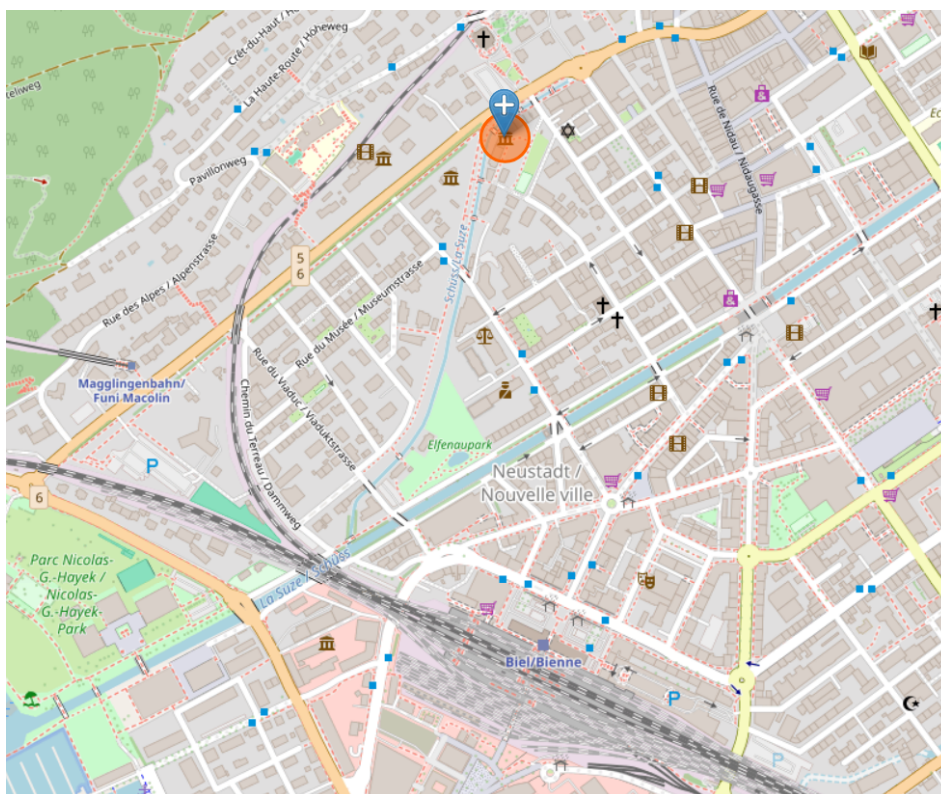 Crêt-du-Haut / H
La Haute-Route / Höheweg
teliweg
Pavillonweg
Rue de Nidau / Nidaugasse
Ec
5
6
Schüss/La Suze
Rue des Alpes / Alpenstrasse
Rue du Musée / Museumstrasse
Magglingenbahn/
Funi Macolin
Rue du Viaduc / Viaduktstrasse
Chemin du Terreau / Dammweg
Elfenaupark
P
Neustadt /
Nouvelle ville
6
Parc Nicolas-
G.-Hayek /
Nicolas-
G.-Hayek-
Park
La Suze / Schüss
Biel/Bienne
P
P